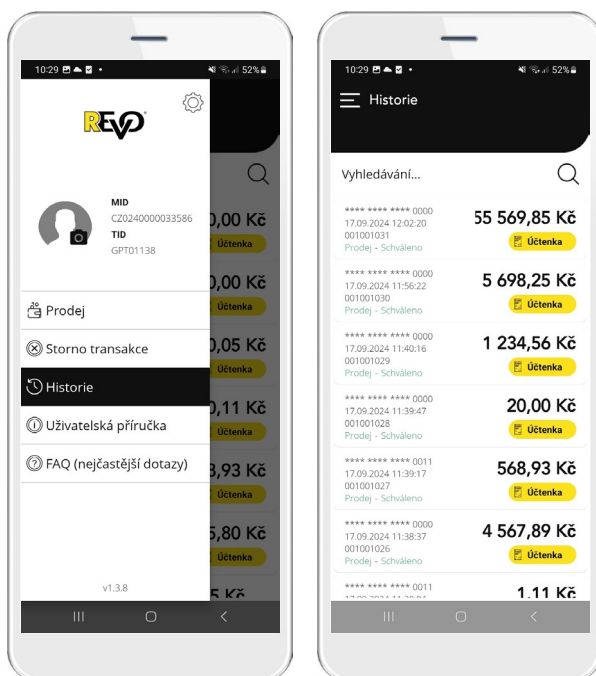 10:29
52%
REVO
MID
CZ0240000033586
TID
GPT01138
Prodej
Storno transakce
Historie
Uživatelská příručka
FAQ (nejčastější dotazy)
v1.3.8
0,00 Kč
Účtenka
0,00 Kč
Účtenka
0,05 Kč
Účtenka
0,11 Kč
Účtenka
8,93 Kč
Účtenka
5,80 Kč
Účtenka
5 Kč
10:29
52%
Historie
Vyhledávání...
**** **** **** 0000
17.09.2024 12:02:20
55 569,85 Kč
001001031
Účtenka
Prodej - Schváleno
**** **** **** 0000
17.09.2024 11:56:22
5 698,25 Kč
001001030
Účtenka
Prodej - Schváleno
**** **** **** 0000
17.09.2024 11:40:16
1 234,56 Kč
001001029
Účtenka
Prodej - Schváleno
**** **** **** 0000
17.09.2024 11:39:47
20,00 Kč
001001028
Účtenka
Prodej - Schváleno
**** **** **** 0011
17.09.2024 11:39:17
568,93 Kč
001001027
Účtenka
Prodej - Schváleno
**** **** **** 0000
17.09.2024 11:38:37
4 567,89 Kč
001001026
Účtenka
Prodej - Schváleno
**** **** **** 0011
1,11 Kč